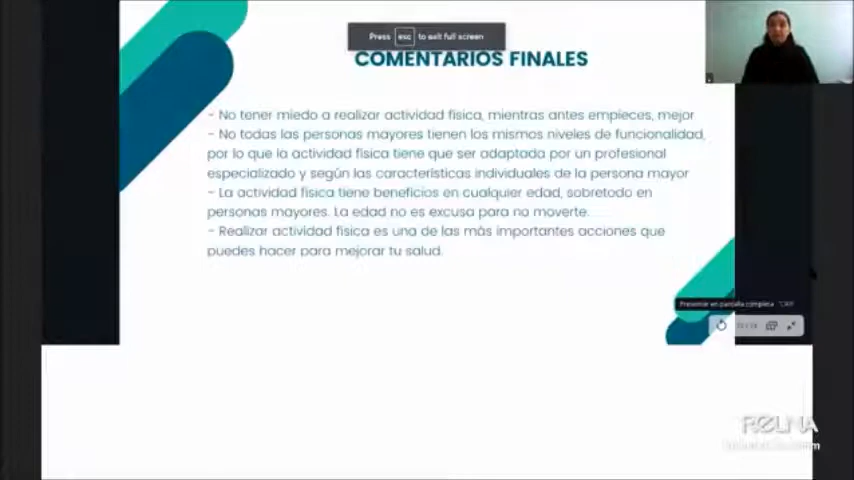 Press esc to exit full screen
COMENTARIOS FINALES
- No tener miedo a realizar actividad física, mientras antes empieces, mejor
- No todas las personas mayores tienen los mismos niveles de funcionalidad,
por lo que la actividad física tiene que ser adaptada por un profesional
especializado y según las características individuales de la persona mayor
- La actividad física tiene beneficios en cualquier edad, sobretodo en
personas mayores. La edad no es excusa para no moverte.
- Realizar actividad física es una de las más importantes acciones que
puedes hacer para mejorar tu salud.
Presentar en pantalla completa